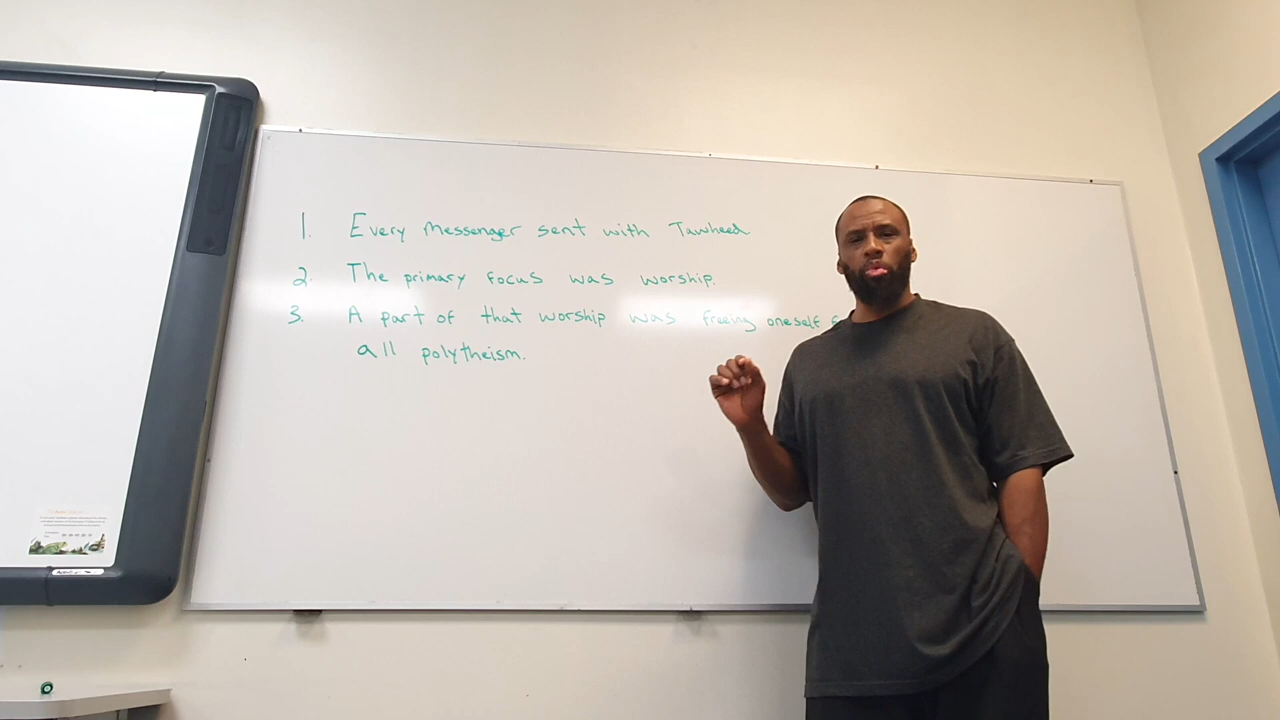 1. Every messenger sent with Tawheed
2. The primary focus was worship.
3. A part of that worship was freeing oneself
all polytheism.